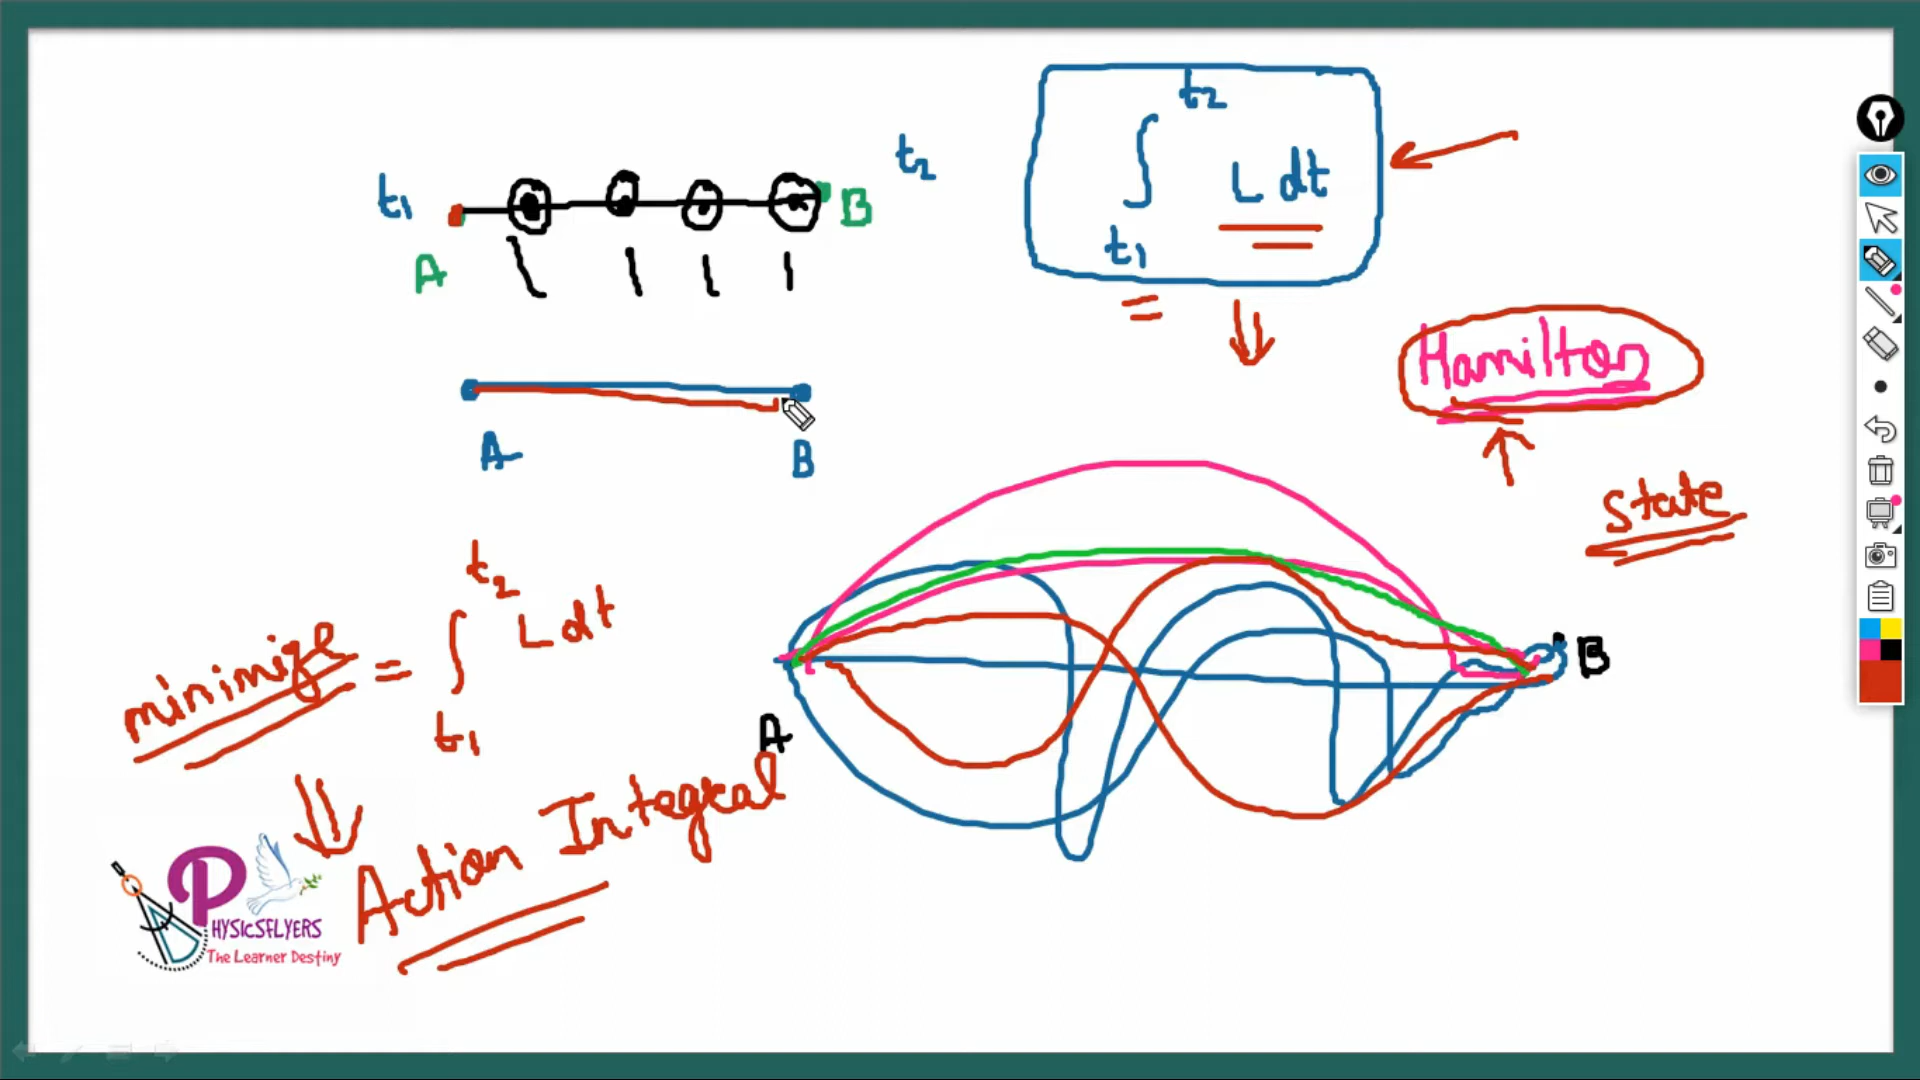 t₂
∫ L dt
t₁
t₁
t₂
A
B
Hamilton
A
B
State
t₂
minimize = ∫ L dt
t₁
A
B
Action Integral
PHYSICSFLYERS
The Learner Destiny